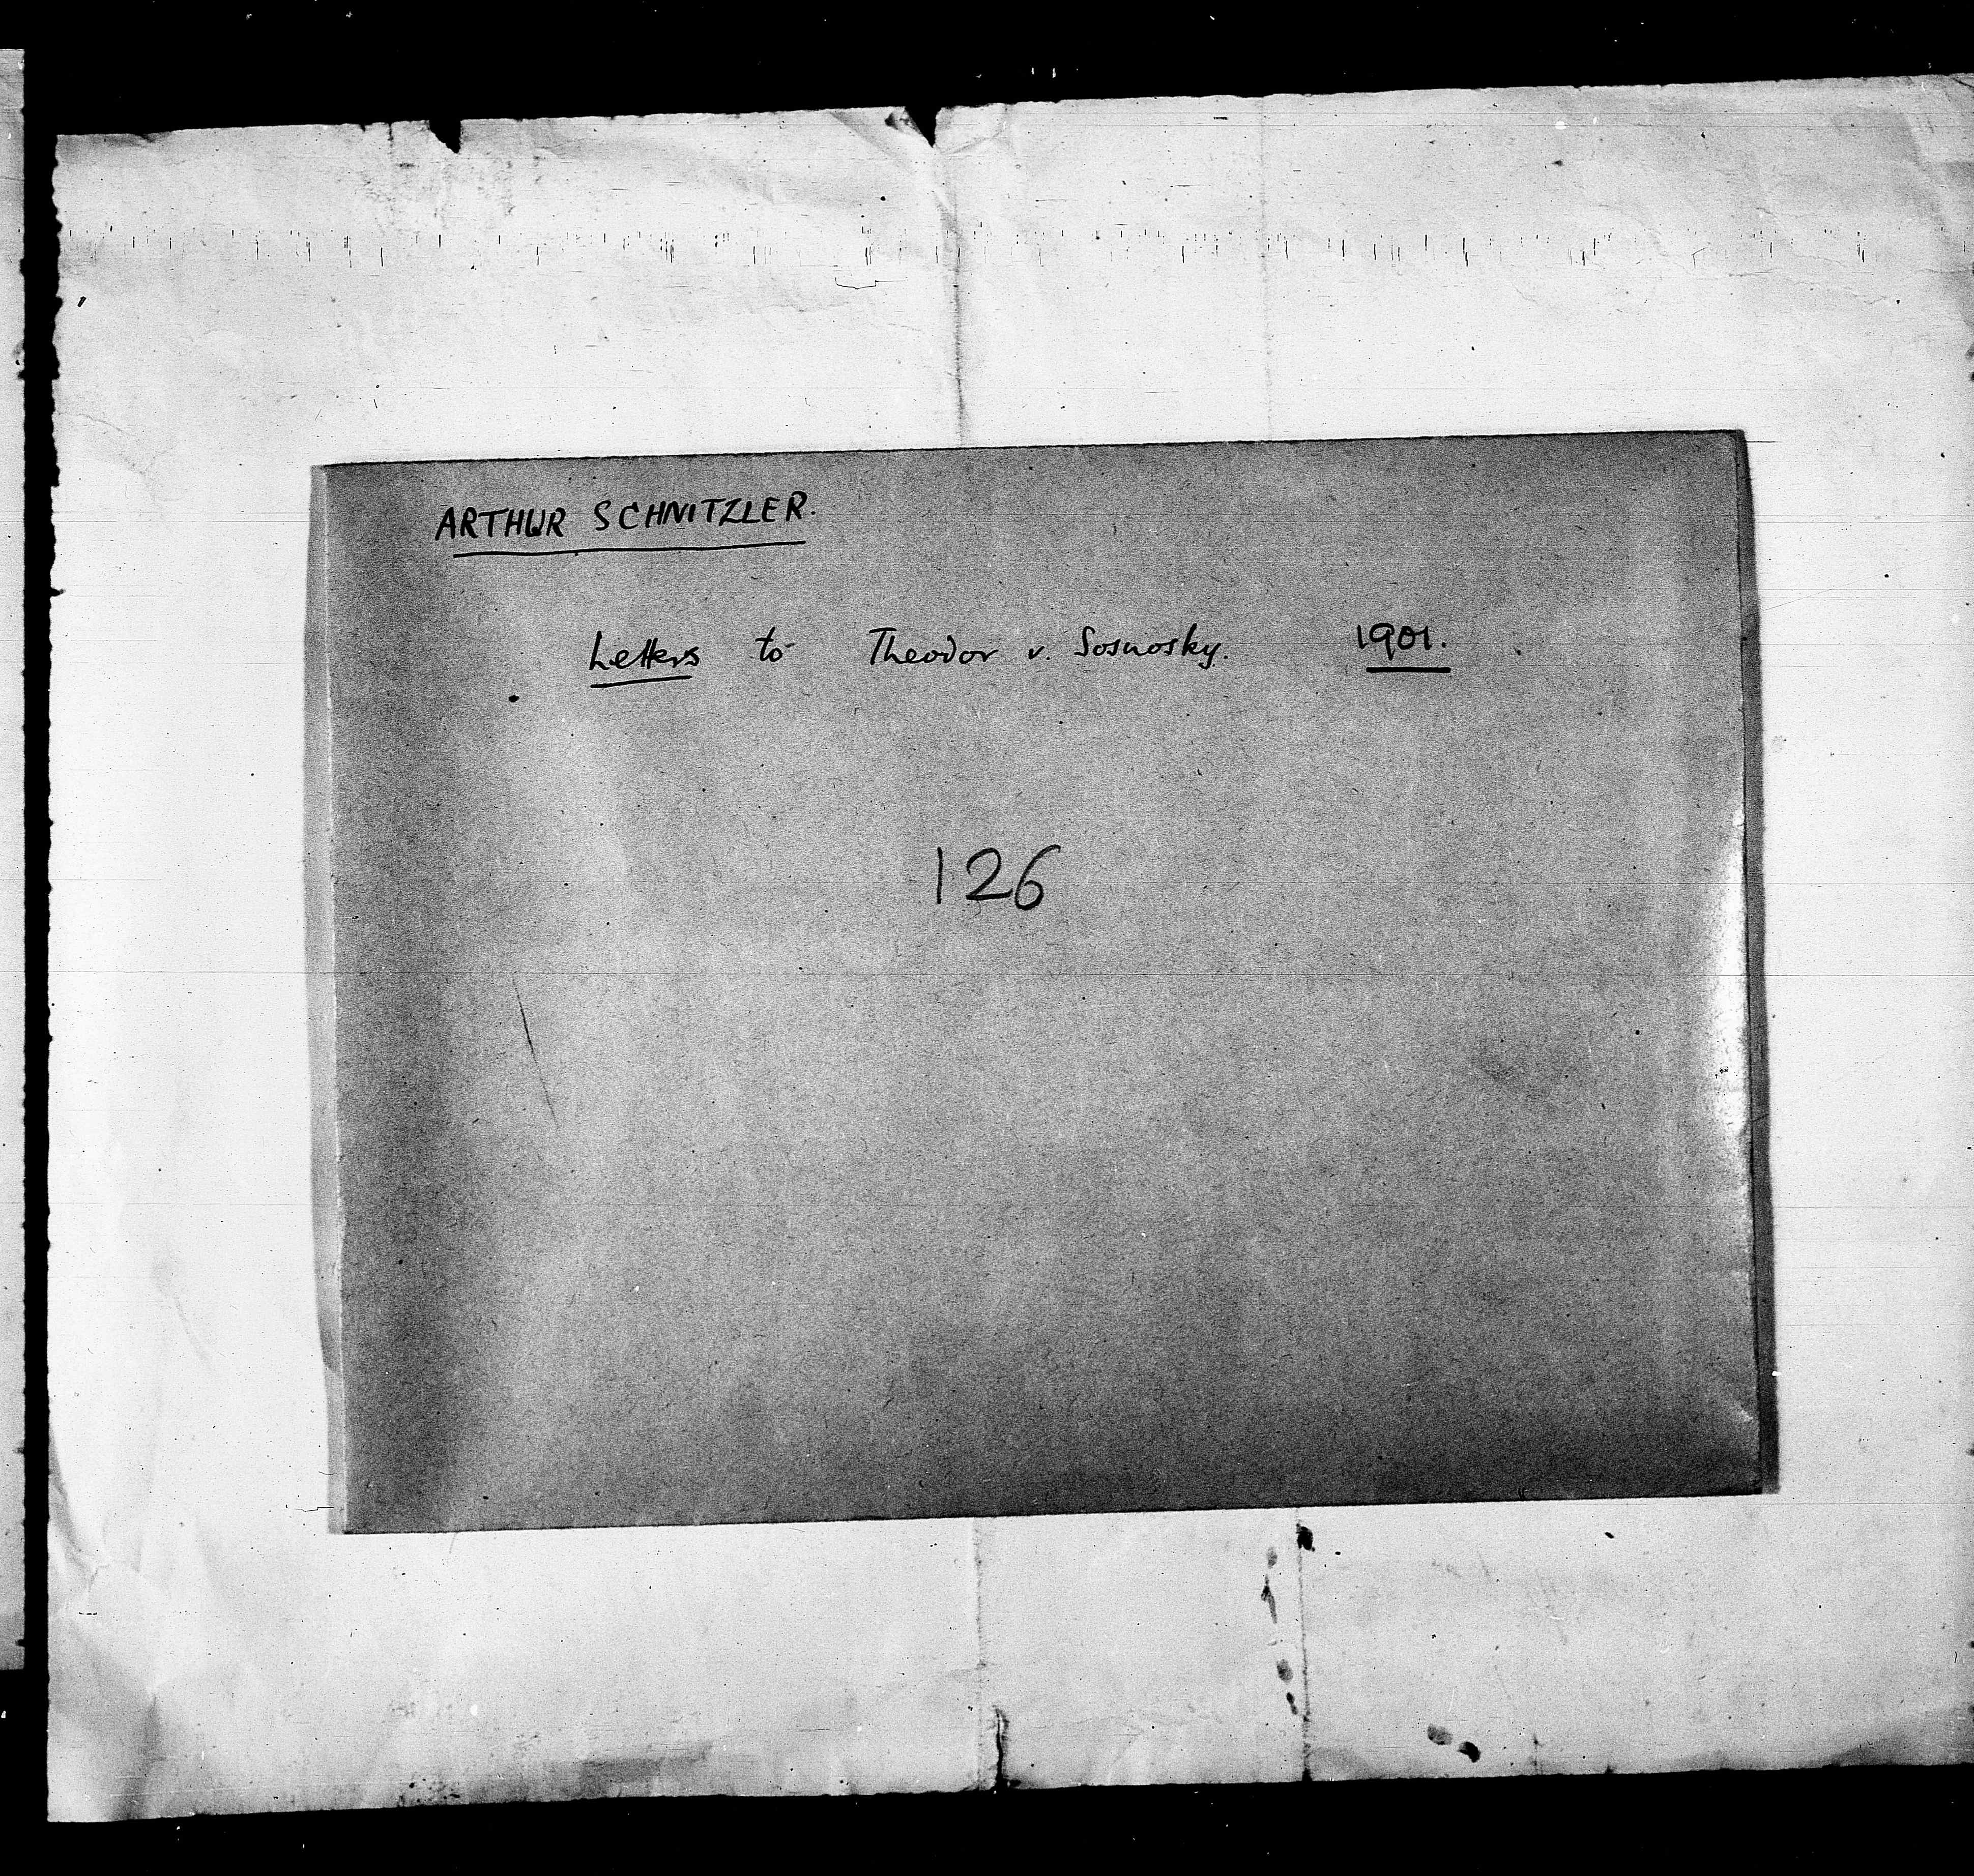 ARTHUR SCHNITZLER.
Letters to Theodor v. Sosnosky. 1901.
126